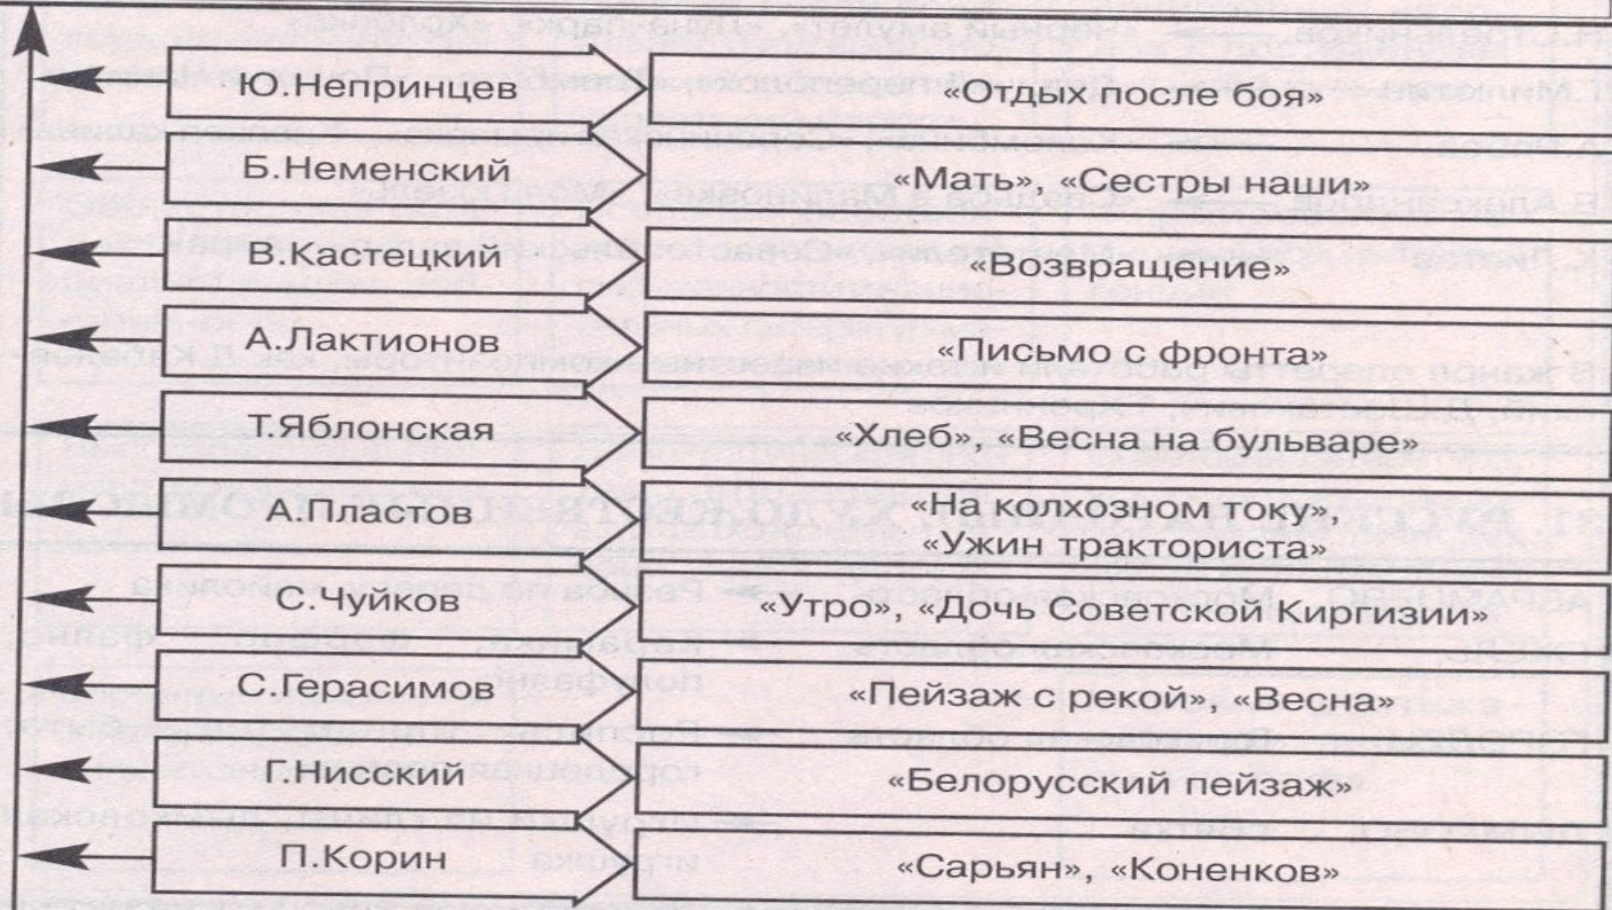 Ю.Непринцев
«Отдых после боя»
Б.Неменский
«Мать», «Сестры наши»
В.Кастецкий
«Возвращение»
А.Лактионов
«Письмо с фронта»
Т.Яблонская
«Хлеб», «Весна на бульваре»
А.Пластов
«На колхозном току»,
«Ужин тракториста»
С.Чуйков
«Утро», «Дочь Советской Киргизии»
С.Герасимов
«Пейзаж с рекой», «Весна»
Г.Нисский
«Белорусский пейзаж»
П.Корин
«Сарьян», «Коненков»